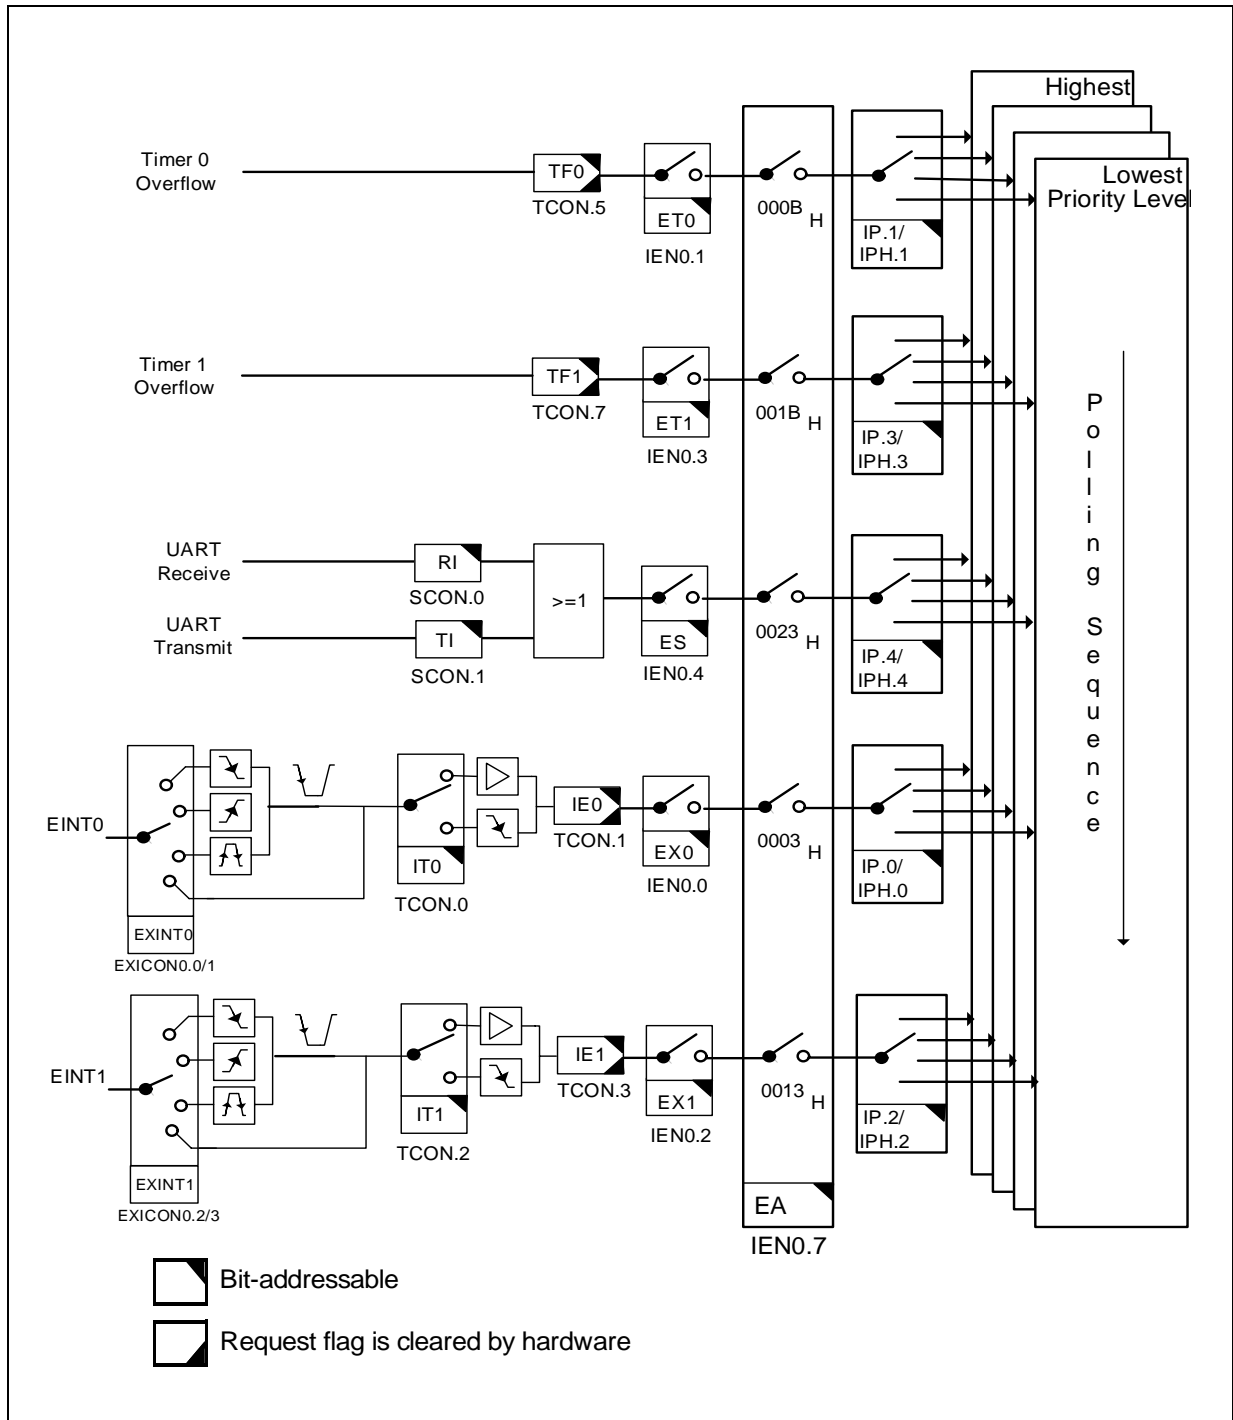 Highest
Lowest
Priority Level
Timer 0
Overflow
TF0
TCON.5
ET0
IEN0.1
000B H
IP.1/
IPH.1
Timer 1
Overflow
TF1
TCON.7
ET1
IEN0.3
001B H
IP.3/
IPH.3
UART
Receive
RI
SCON.0
UART
Transmit
TI
SCON.1
>=1
ES
IEN0.4
0023 H
IP.4/
IPH.4
EINT0
EXINT0
EXICON0.0/1
IT0
TCON.0
IE0
TCON.1
EX0
IEN0.0
0003 H
IP.0/
IPH.0
EINT1
EXINT1
EXICON0.2/3
IT1
TCON.2
IE1
TCON.3
EX1
IEN0.2
0013 H
IP.2/
IPH.2
EA
IEN0.7
Polling Sequence
Bit-addressable
Request flag is cleared by hardware